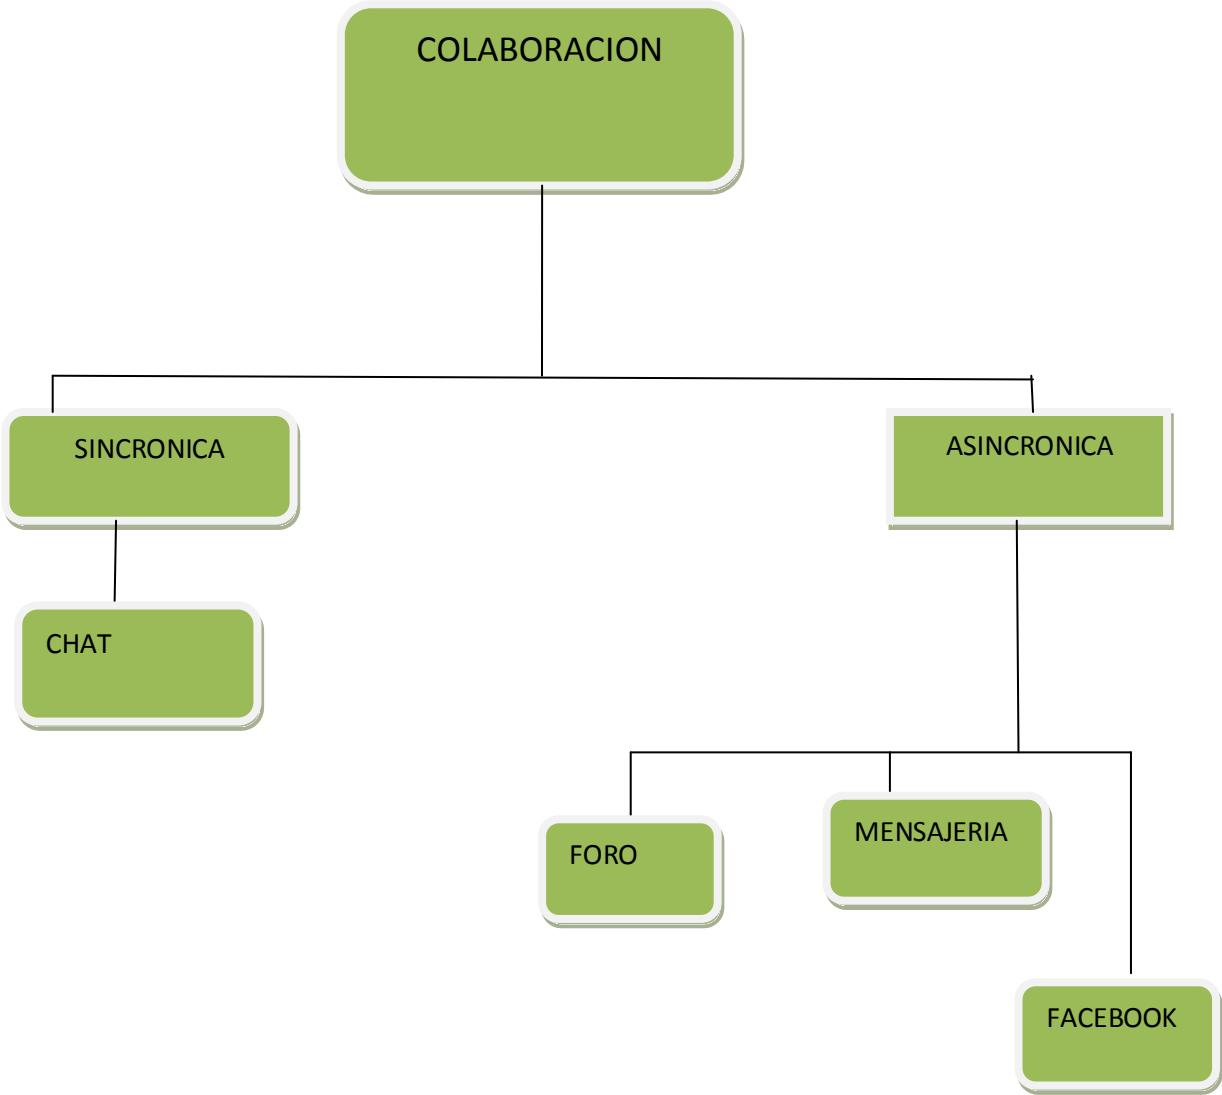 COLABORACION
SINCRONICA
ASINCRONICA
CHAT
FORO
MENSAJERIA
FACEBOOK